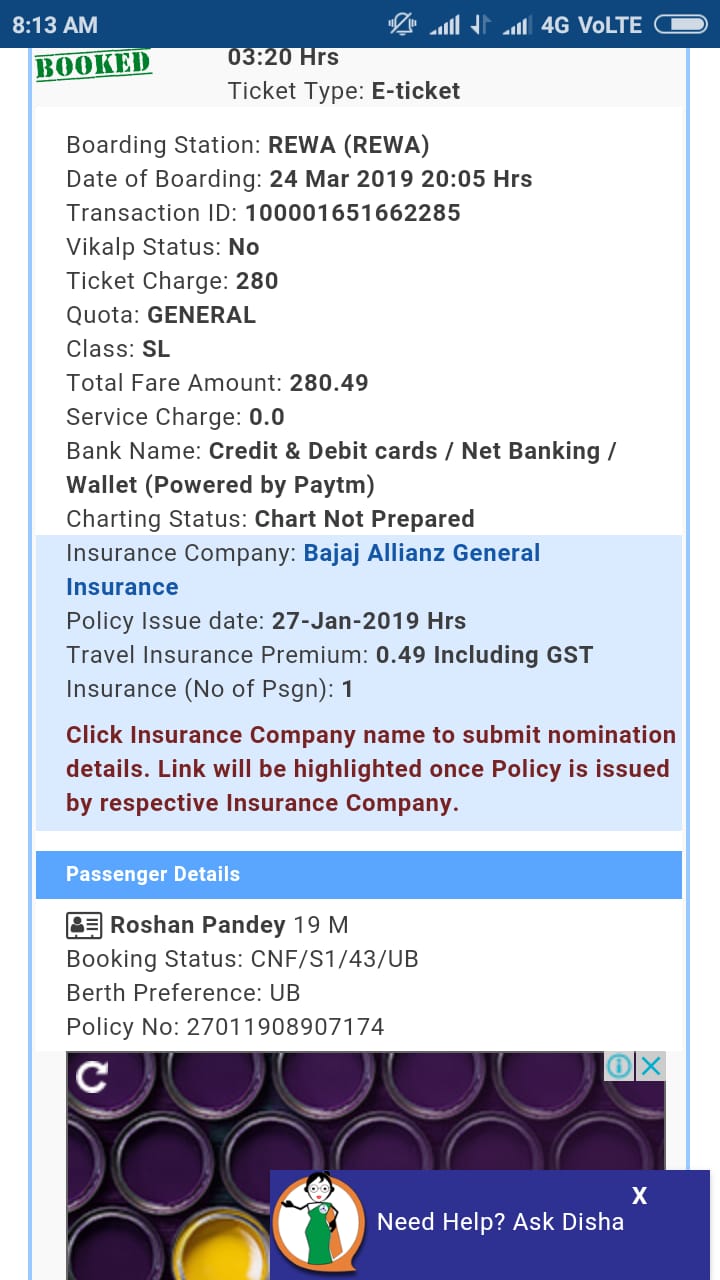 8:13 AM 4G VoLTE
BOOKED
03:20 Hrs
Ticket Type: E-ticket
Boarding Station: REWA (REWA)
Date of Boarding: 24 Mar 2019 20:05 Hrs
Transaction ID: 100001651662285
Vikalp Status: No
Ticket Charge: 280
Quota: GENERAL
Class: SL
Total Fare Amount: 280.49
Service Charge: 0.0
Bank Name: Credit & Debit cards / Net Banking /
Wallet (Powered by Paytm)
Charting Status: Chart Not Prepared
Insurance Company: Bajaj Allianz General
Insurance
Policy Issue date: 27-Jan-2019 Hrs
Travel Insurance Premium: 0.49 Including GST
Insurance (No of Psgn): 1
Click Insurance Company name to submit nomination
details. Link will be highlighted once Policy is issued
by respective Insurance Company.
Passenger Details
Roshan Pandey 19 M
Booking Status: CNF/S1/43/UB
Berth Preference: UB
Policy No: 27011908907174
X
Need Help? Ask Disha